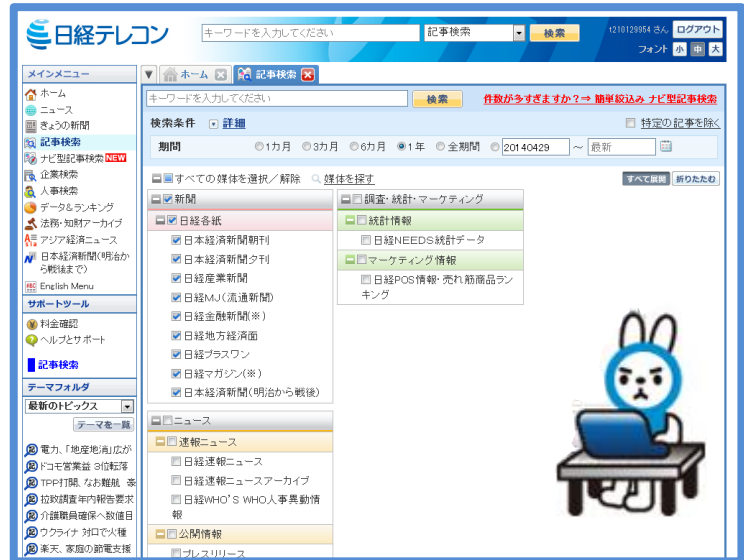 日経テレコン
キーワードを入力してください
記事検索
検索
t210129954 さん
ログアウト
フォント 小 中 大
メインメニュー
ホーム
ニュース
きょうの新聞
記事検索
ナビ型記事検索 NEW
企業検索
人事検索
データ&ランキング
法務・知財アーカイブ
アジア経済ニュース
日本経済新聞(明治か
ら戦後まで)
English Menu
サポートツール
料金確認
ヘルプとサポート
記事検索
テーマフォルダ
最新のトピックス
テーマを一覧
電力、「地産地消」広が
ドコモ営業益 3位転落
TPP打開、なお難航
拉致調査年内報告要求
介護職員確保へ数値目
ウクライナ 対ロで火種
楽天、家庭の節電支援
ホーム
記事検索
キーワードを入力してください
検索
件数が多すぎますか?⇒ 簡単絞込み ナビ型記事検索
検索条件
詳細
特定の記事を除く
期間
1カ月
3カ月
6カ月
1年
全期間
20140429
~
最新
すべての媒体を選択/解除
媒体を探す
すべて展開
折りたたむ
新聞
日経各紙
日本経済新聞朝刊
日本経済新聞夕刊
日経産業新聞
日経MJ(流通新聞)
日経金融新聞(※)
日経地方経済面
日経プラスワン
日経マガジン(※)
日本経済新聞(明治から戦後)
ニュース
速報ニュース
日経速報ニュース
日経速報ニュースアーカイブ
日経WHO'S WHO人事異動情
報
公開情報
プレスリリース
調査・統計・マーケティング
統計情報
日経NEEDS統計データ
マーケティング情報
日経POS情報・売れ筋商品ラン
キング